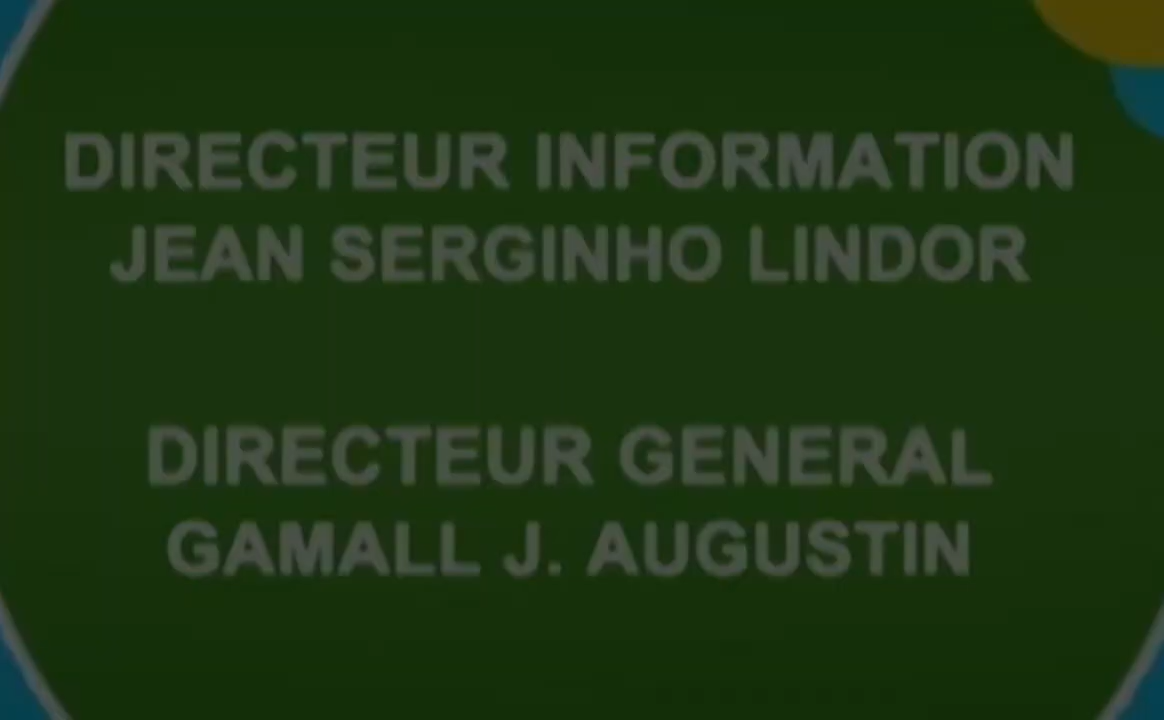 DIRECTEUR INFORMATION
JEAN SERGINHO LINDOR
DIRECTEUR GENERAL
GAMALL J. AUGUSTIN